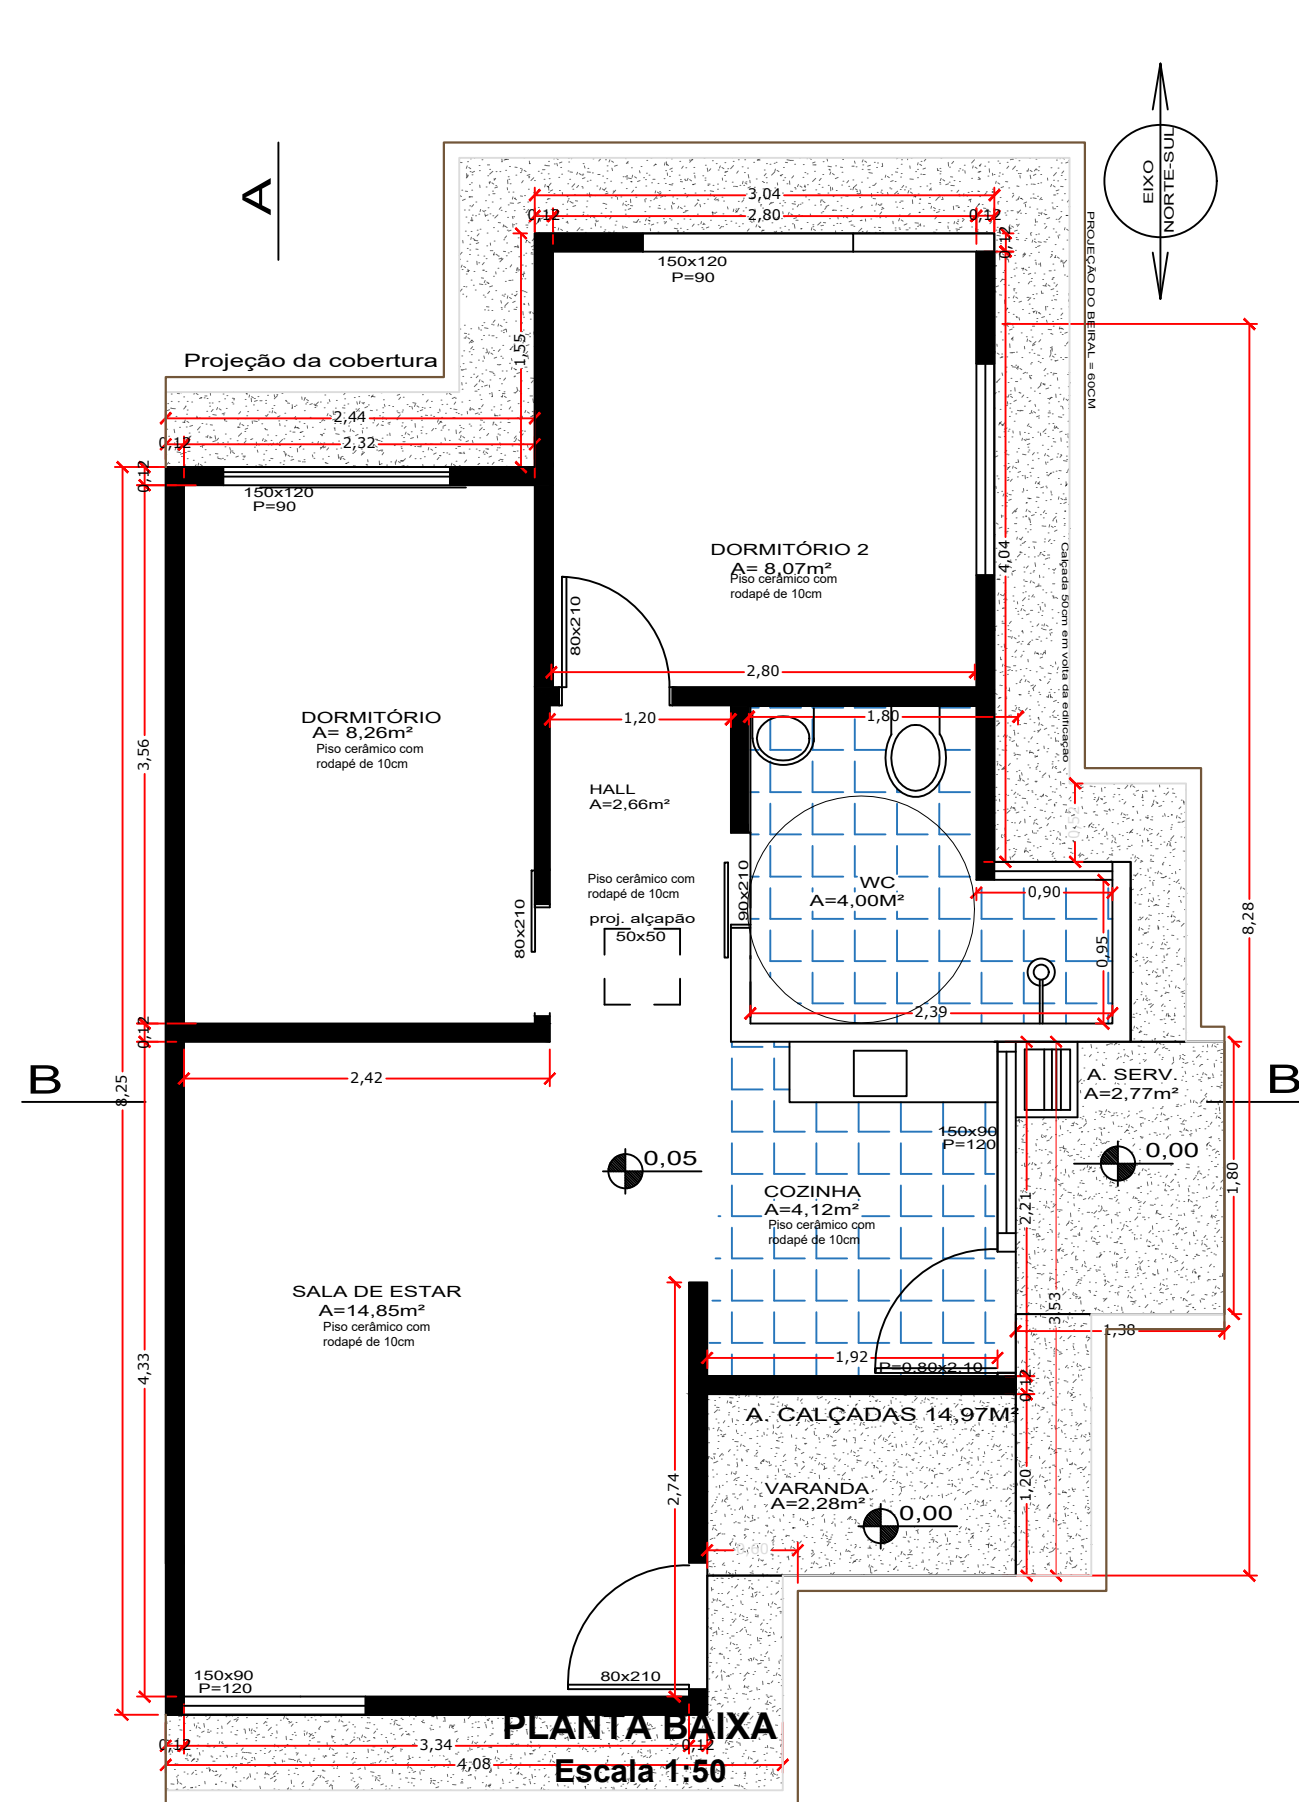 A
EIXO
NORTE-SUL
3,04
0,12
2,80
0,12
0,12
150x120
P=90
PROJEÇÃO DO BEIRAL = 60CM
1,55
Projeção da cobertura
2,44
0,12
2,32
0,12
150x120
P=90
DORMITÓRIO 2
A= 8,07m²
Piso cerâmico com
rodapé de 10cm
4,04
Calçada 50cm em volta da edificaçao
80x210
2,80
1,20
1,80
DORMITÓRIO
A= 8,26m²
Piso cerâmico com
rodapé de 10cm
3,56
HALL
A=2,66m²
Piso cerâmico com
rodapé de 10cm
proj. alçapão
50x50
80x210
90x210
WC
A=4,00M²
0,90
0,95
2,39
8,28
0,12
B
8,25
2,42
A. SERV.
A=2,77m²
B
150x90
P=120
0,05
0,00
1,80
COZINHA
A=4,12m²
Piso cerâmico com
rodapé de 10cm
2,21
3,53
SALA DE ESTAR
A=14,85m²
Piso cerâmico com
rodapé de 10cm
1,38
4,33
1,92
P=0.80x2.10
0,12
A. CALÇADAS 14,97M²
2,74
VARANDA
A=2,28m²
0,00
1,20
0,60
150x90
P=120
80x210
PLANTA BAIXA
0,12
3,34
0,12
4,08
Escala 1:50